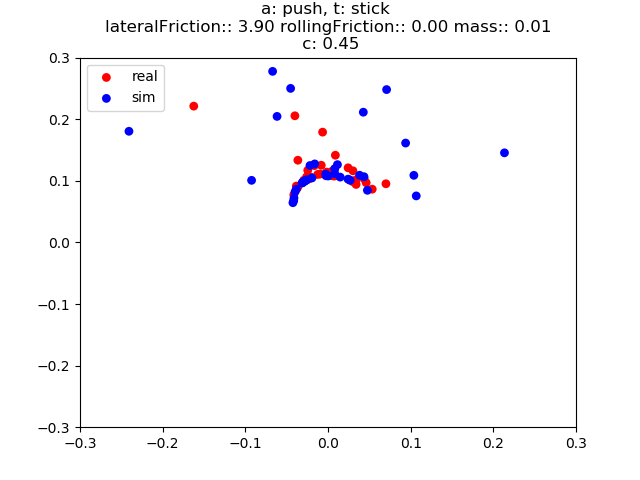 a: push, t: stick
lateralFriction:: 3.90 rollingFriction:: 0.00 mass:: 0.01
c: 0.45
real
sim
0.3
0.2
0.1
0.0
−0.1
−0.2
−0.3
−0.3
−0.2
−0.1
0.0
0.1
0.2
0.3